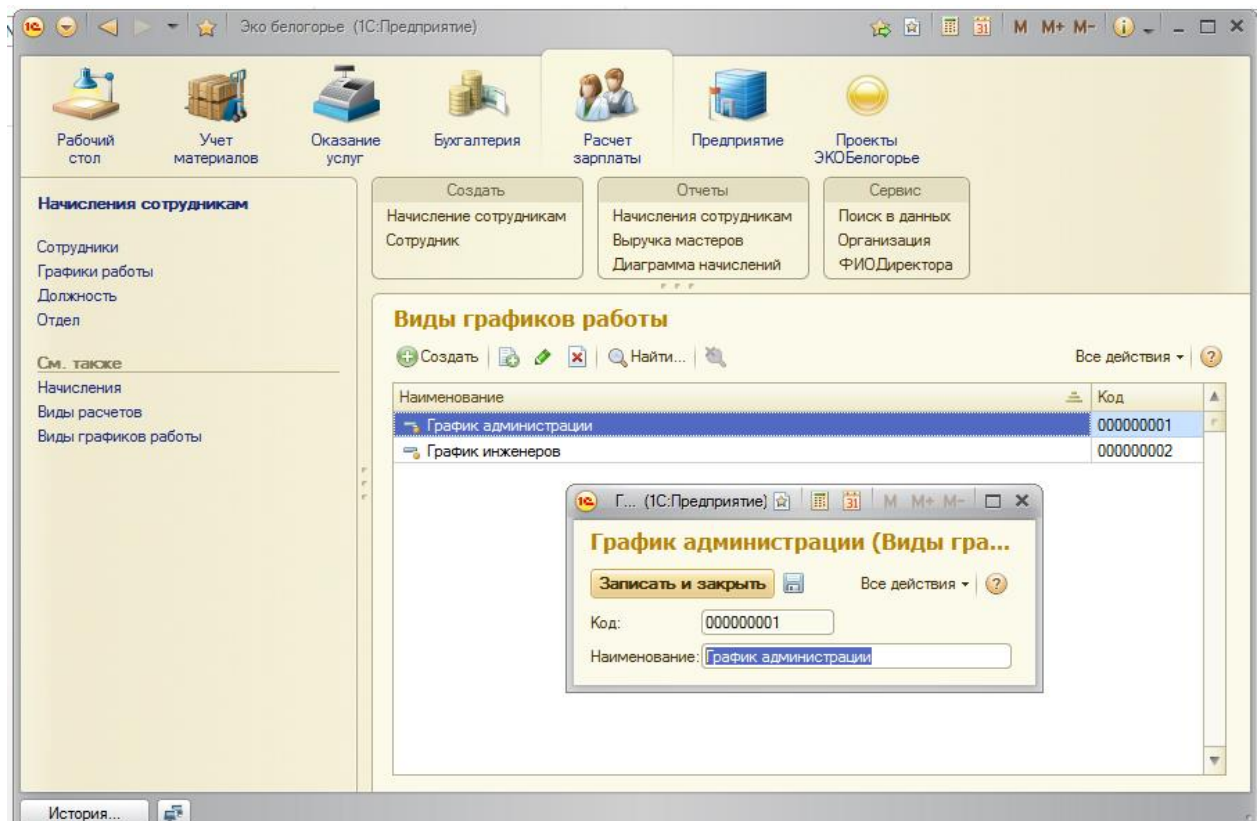 Эко белогорье (1С:Предприятие)
31 M M+ M-
Рабочий стол
Учет материалов
Оказание услуг
Бухгалтерия
Расчет зарплаты
Предприятие
Проекты ЭКОБелогорье
Начисления сотрудникам
Сотрудники
Графики работы
Должность
Отдел
См. также
Начисления
Виды расчетов
Виды графиков работы
Создать
Начисление сотрудникам
Сотрудник
Отчеты
Начисления сотрудникам
Выручка мастеров
Диаграмма начислений
Сервис
Поиск в данных
Организация
ФИОДиректора
Виды графиков работы
Создать Найти... Все действия
Наименование Код
График администрации 000000001
График инженеров 000000002
Г... (1С:Предприятие) 31 M M+ M-
График администрации (Виды гра...
Записать и закрыть Все действия
Код: 000000001
Наименование: График администрации
История...